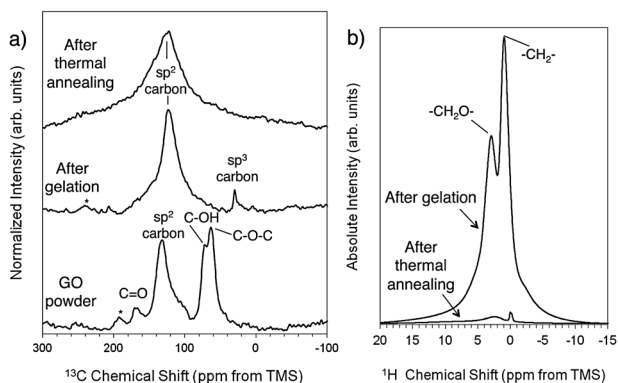 a)
After
thermal
annealing
sp2
carbon
After
gelation
*
sp3
carbon
GO
powder
*
C=O
sp2
carbon
C-OH
C-O-C
Normalized Intensity (arb. units)
300 200 100 0 -100
13C Chemical Shift (ppm from TMS)
b)
-CH2-
-CH2O-
After gelation
After
thermal
annealing
Absolute Intensity (arb. units)
20 15 10 5 0 -5 -10 -15
1H Chemical Shift (ppm from TMS)